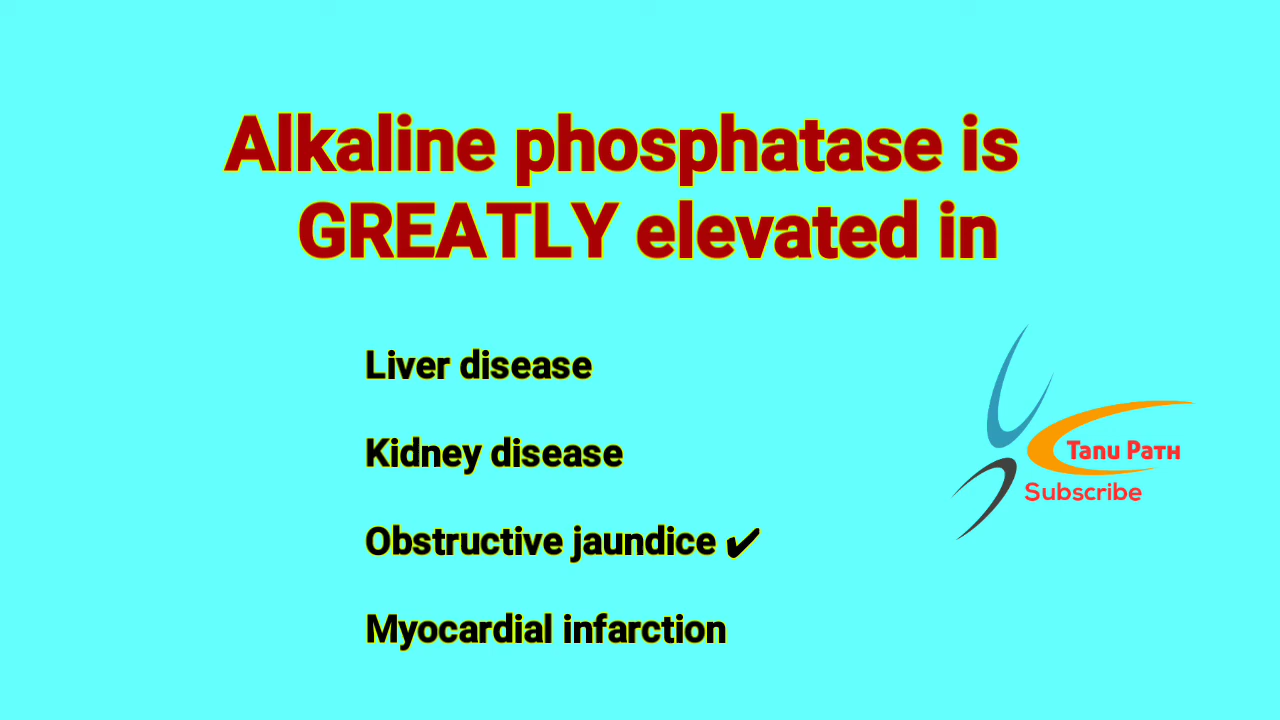 Alkaline phosphatase is
GREATLY elevated in
Liver disease
Kidney disease
Obstructive jaundice ✔
Myocardial infarction
Tanu Path
Subscribe